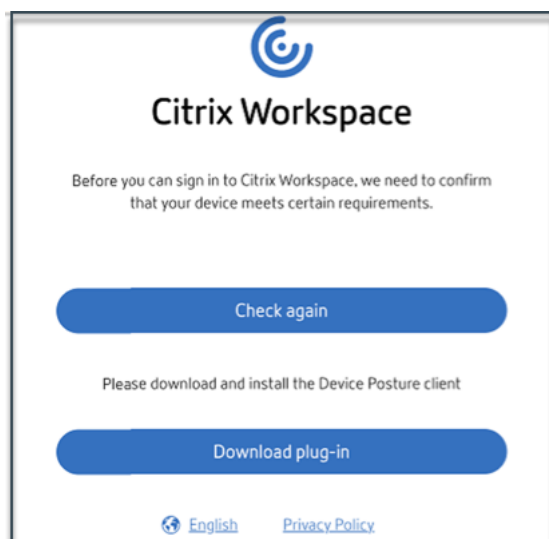 Citrix Workspace
Before you can sign in to Citrix Workspace, we need to confirm
that your device meets certain requirements.
Check again
Please download and install the Device Posture client
Download plug-in
English Privacy Policy